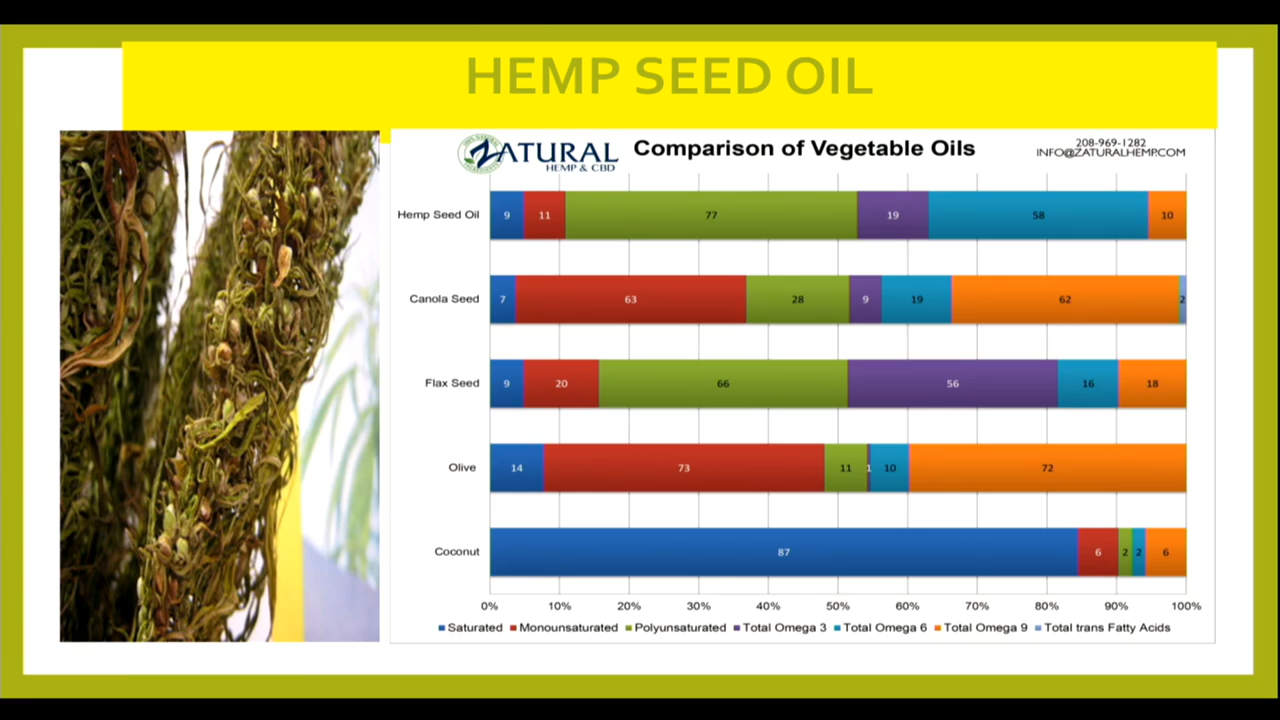 HEMP SEED OIL
ZATURAL
HEMP & CBD
Comparison of Vegetable Oils
208-969-1282
INFO@ZATURALHEMP.COM
Hemp Seed Oil 9 11 77 19 58 10
Canola Seed 7 63 28 9 19 62 2
Flax Seed 9 20 66 56 16 18
Olive 14 73 11 1 10 72
Coconut 87 6 2 2 6
0% 10% 20% 30% 40% 50% 60% 70% 80% 90% 100%
Saturated Monounsaturated Polyunsaturated Total Omega 3 Total Omega 6 Total Omega 9 Total trans Fatty Acids